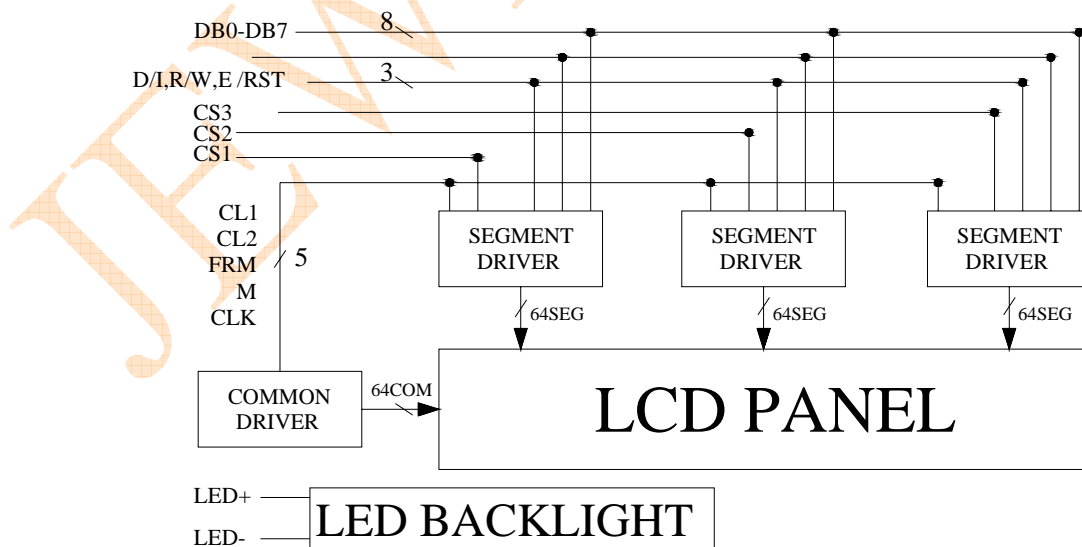 DB0-DB7
8
D/I,R/W,E /RST
3
CS3
CS2
CS1
CL1
CL2
FRM
M
CLK
5
SEGMENT
DRIVER
SEGMENT
DRIVER
SEGMENT
DRIVER
64SEG
64SEG
64SEG
COMMON
DRIVER
64COM
LCD PANEL
LED+
LED-
LED BACKLIGHT